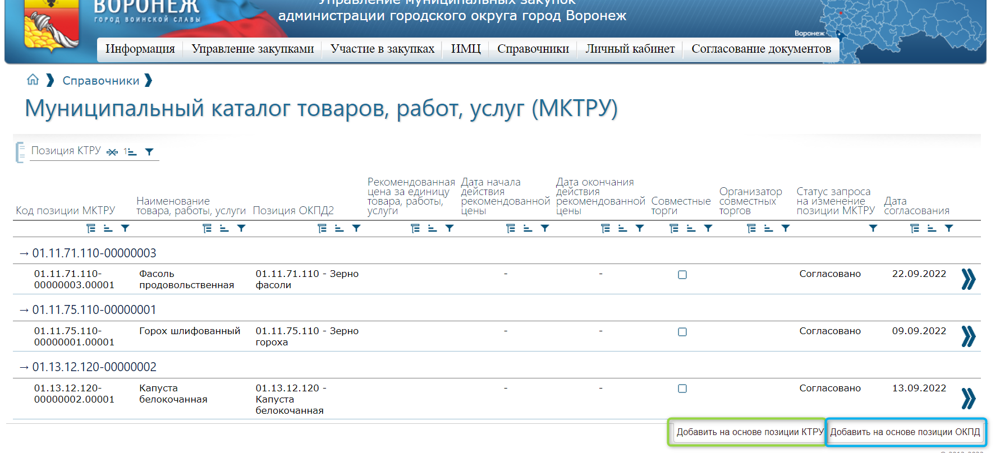 ВОРОНЕЖ
ГОРОД ВОИНСКОЙ СЛАВЫ
Управление муниципальных закупок
администрации городского округа город Воронеж
Воронеж
Информация Управление закупками Участие в закупках ИМЦ Справочники Личный кабинет Согласование документов
Справочники
Муниципальный каталог товаров, работ, услуг (МКТРУ)
Позиция КТРУ 1
Код позиции МКТРУ
Наименование
товара, работы, услуги
Позиция ОКПД2
Рекомендованная
цена за единицу
товара, работы,
услуги
Дата начала
действия
рекомендованной
цены
Дата окончания
действия
рекомендованной
цены
Совместные
торги
Организатор
совместных
торгов
Статус запроса
на изменение
позиции МКТРУ
Дата
согласования
→ 01.11.71.110-00000003
01.11.71.110- Фасоль 01.11.71.110 - Зерно - - Согласовано 22.09.2022
00000003.00001 продовольственная фасоли
→ 01.11.75.110-00000001
01.11.75.110- Горох шлифованный 01.11.75.110 - Зерно - - Согласовано 09.09.2022
00000001.00001 гороха
→ 01.13.12.120-00000002
01.13.12.120- Капуста 01.13.12.120 - - - Согласовано 13.09.2022
00000002.00001 белокочанная Капуста
белокочанная
Добавить на основе позиции КТРУ Добавить на основе позиции ОКПД